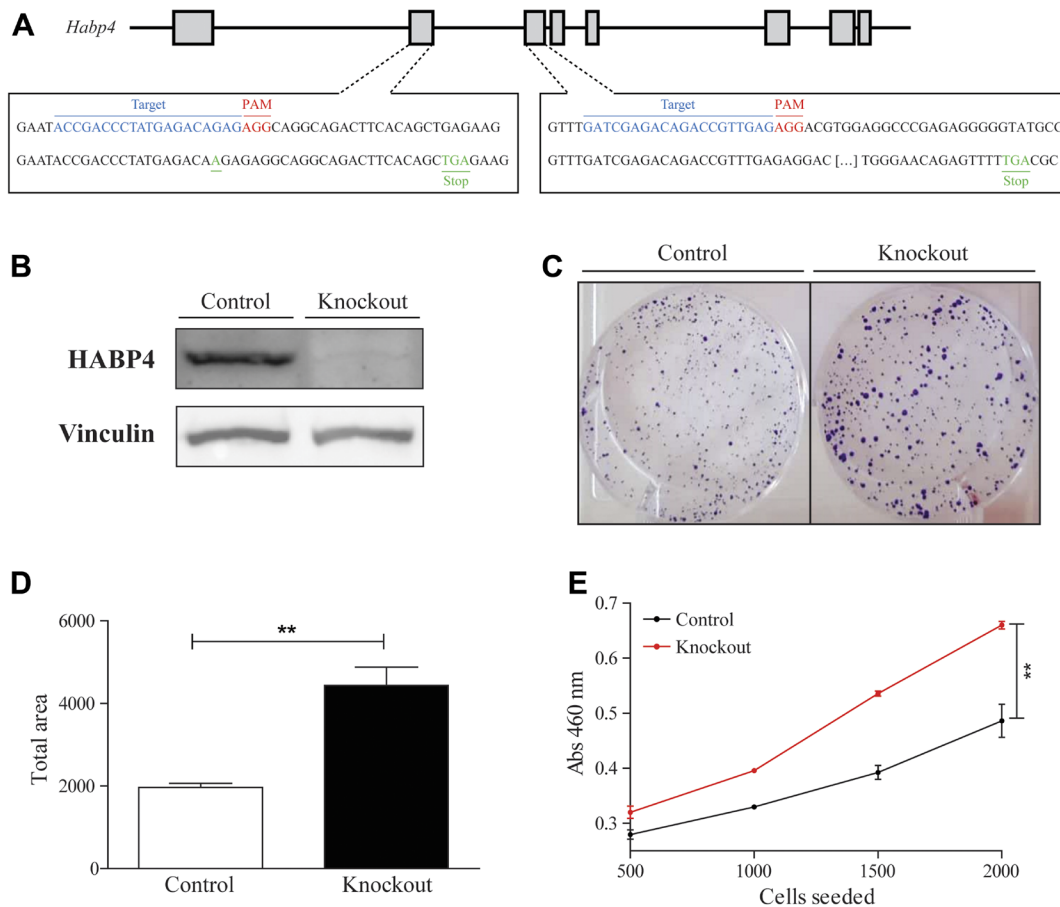 A
Habp4
Target PAM
GAATACCGACCCTATGAGACAGAGAGGCAGGCAGACTTCACAGCTGAGAAG
GAATACCGACCCTATGAGACAAGAGAGGCAGGCAGACTTCACAGCTGAGAAG
A Stop
Target PAM
GTTTGATCGAGACAGACCGTTGAGAGGACGTGGAGGCCCGAGAGGGGGTATGCC
GTTTGATCGAGACAGACCGTTTGAGAGGAC [...] TGGGAACAGAGTTTTTGACGC
Stop
B
Control Knockout
HABP4
Vinculin
C
Control Knockout
D
6000
4000
2000
0
Total area
**
Control Knockout
E
0.7
0.6
0.5
0.4
0.3
Abs 460 nm
Control
Knockout
**
500 1000 1500 2000
Cells seeded